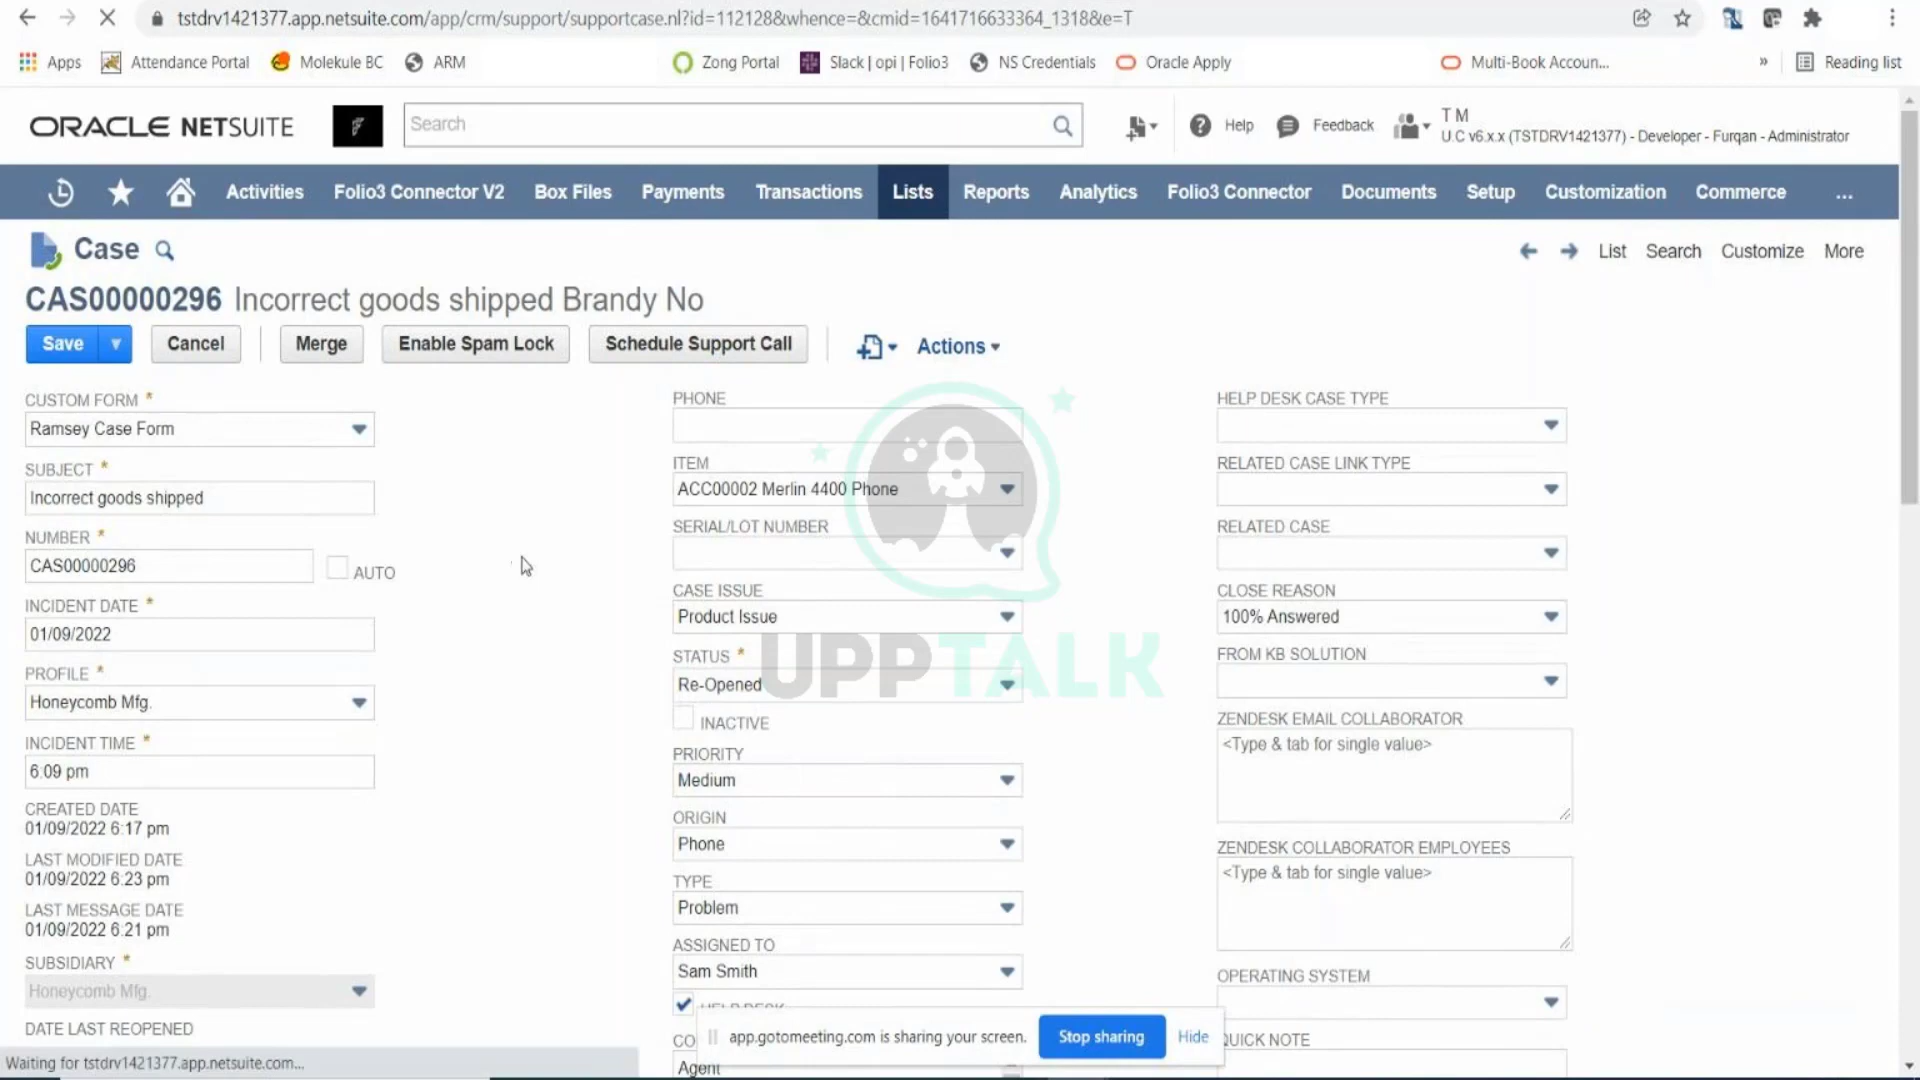 tstdrv1421377.app.netsuite.com/app/crm/support/supportcase.nl?id=112128&whence=&cmid=1641716633364_1318&e=T
Apps Attendance Portal Molekule BC ARM Zong Portal Slack | opi | Folio3 NS Credentials Oracle Apply Multi-Book Accoun... » Reading list
ORACLE NETSUITE Search Help Feedback T M
U.C v6.x.x (TSTDRV1421377) - Developer - Furqan - Administrator
Activities Folio3 Connector V2 Box Files Payments Transactions Lists Reports Analytics Folio3 Connector Documents Setup Customization Commerce ...
Case List Search Customize More
CAS00000296 Incorrect goods shipped Brandy No
Save Cancel Merge Enable Spam Lock Schedule Support Call Actions
CUSTOM FORM *
Ramsey Case Form
SUBJECT *
Incorrect goods shipped
NUMBER *
CAS00000296 AUTO
INCIDENT DATE *
01/09/2022
PROFILE *
Honeycomb Mfg.
INCIDENT TIME *
6:09 pm
CREATED DATE
01/09/2022 6:17 pm
LAST MODIFIED DATE
01/09/2022 6:23 pm
LAST MESSAGE DATE
01/09/2022 6:21 pm
SUBSIDIARY *
Honeycomb Mfg.
DATE LAST REOPENED
PHONE
ITEM
ACC00002 Merlin 4400 Phone
SERIAL/LOT NUMBER
CASE ISSUE
Product Issue
STATUS *
Re-Opened
INACTIVE
PRIORITY
Medium
ORIGIN
Phone
TYPE
Problem
ASSIGNED TO
Sam Smith
HELP DESK
CO
Agent
HELP DESK CASE TYPE
RELATED CASE LINK TYPE
RELATED CASE
CLOSE REASON
100% Answered
FROM KB SOLUTION
ZENDESK EMAIL COLLABORATOR
<Type & tab for single value>
ZENDESK COLLABORATOR EMPLOYEES
<Type & tab for single value>
OPERATING SYSTEM
QUICK NOTE
UPPTALK
app.gotomeeting.com is sharing your screen. Stop sharing Hide
Waiting for tstdrv1421377.app.netsuite.com...